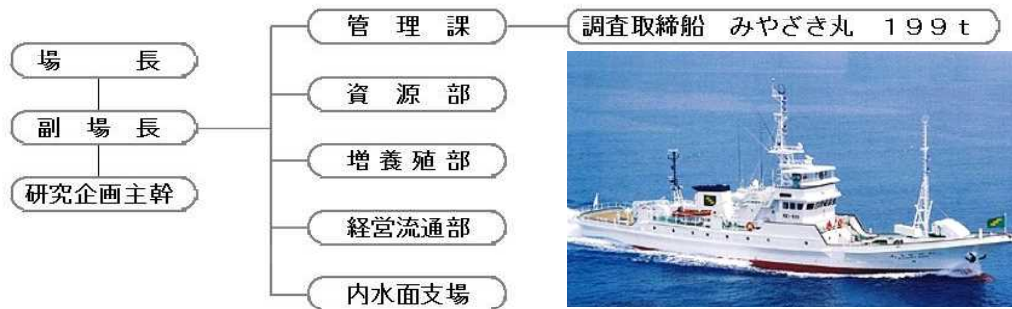 場長
副場長
研究企画主幹
管理課
資源部
増養殖部
経営流通部
内水面支場
調査取締船 みやざき丸 199t